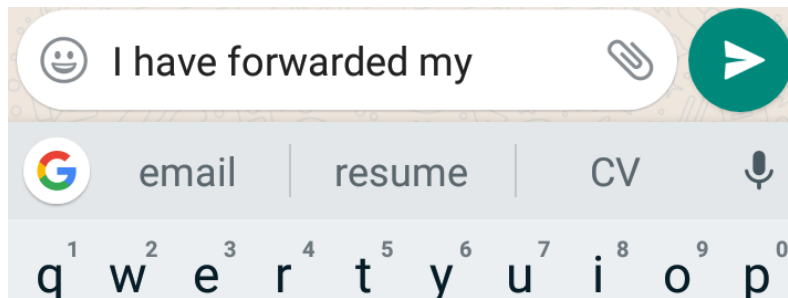 I have forwarded my
G email resume CV
1 2 3 4 5 6 7 8 9 0
q w e r t y u i o p